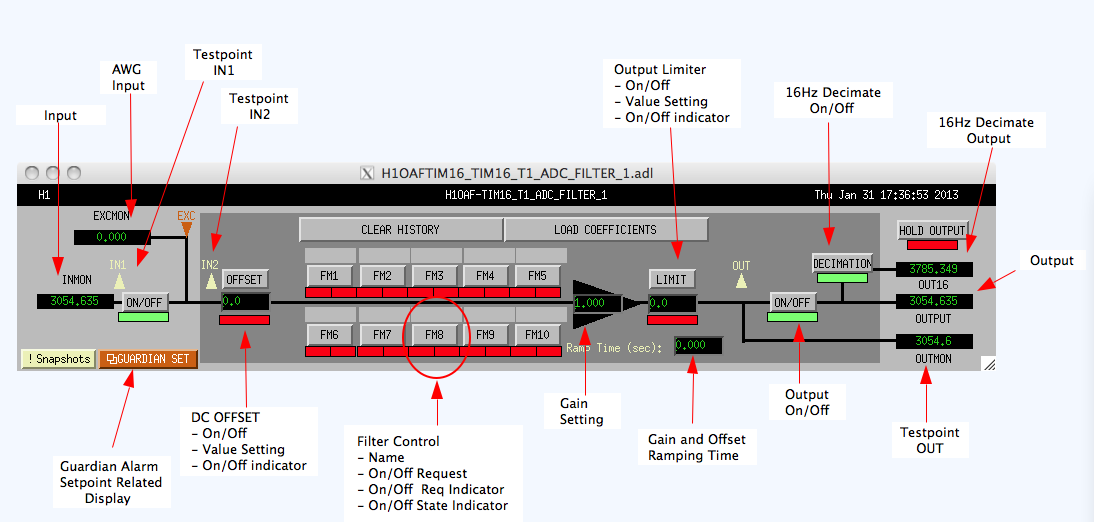 Testpoint
IN1
AWG
Input
Testpoint
IN2
Input
Output Limiter
- On/Off
- Value Setting
- On/Off indicator
16Hz Decimate
On/Off
16Hz Decimate
Output
H1OAFTIM16_TIM16_T1_ADC_FILTER_1.adl
H1
H1OAF-TIM16_T1_ADC_FILTER_1
Thu Jan 31 17:36:53 2013
EXCMON
EXC
0.000
CLEAR HISTORY
LOAD COEFFICIENTS
HOLD OUTPUT
IN1
IN2
OUT
DECIMATION
3785.349
OUT16
Output
INMON
OFFSET
FM1
FM2
FM3
FM4
FM5
LIMIT
3054.635
ON/OFF
0.0
1.000
0.0
ON/OFF
3054.635
OUTPUT
FM6
FM7
FM8
FM9
FM10
Ramp Time (sec):
0.000
3054.6
OUTMON
! Snapshots
GUARDIAN SET
DC OFFSET
- On/Off
- Value Setting
- On/Off indicator
Gain
Setting
Output
On/Off
Guardian Alarm
Setpoint Related
Display
Filter Control
- Name
- On/Off Request
- On/Off  Req Indicator
- On/Off State Indicator
Gain and Offset
Ramping Time
Testpoint
OUT